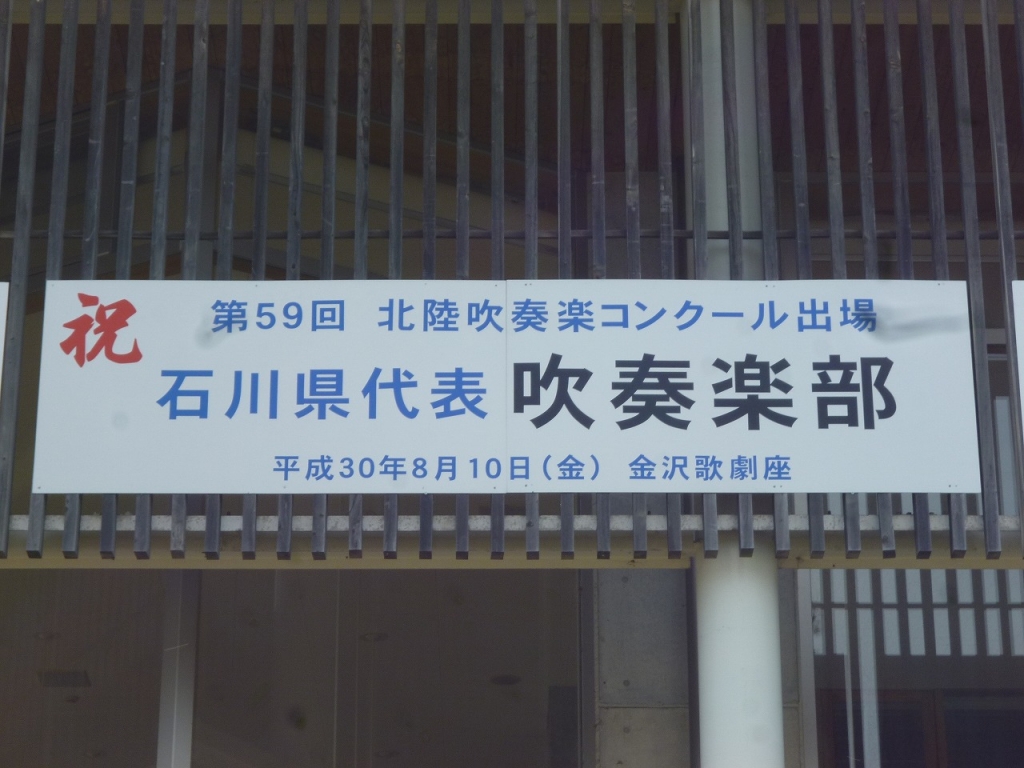 祝
第59回 北陸吹奏楽コンクール出場
石川県代表 吹奏楽部
平成30年8月10日(金) 金沢歌劇座